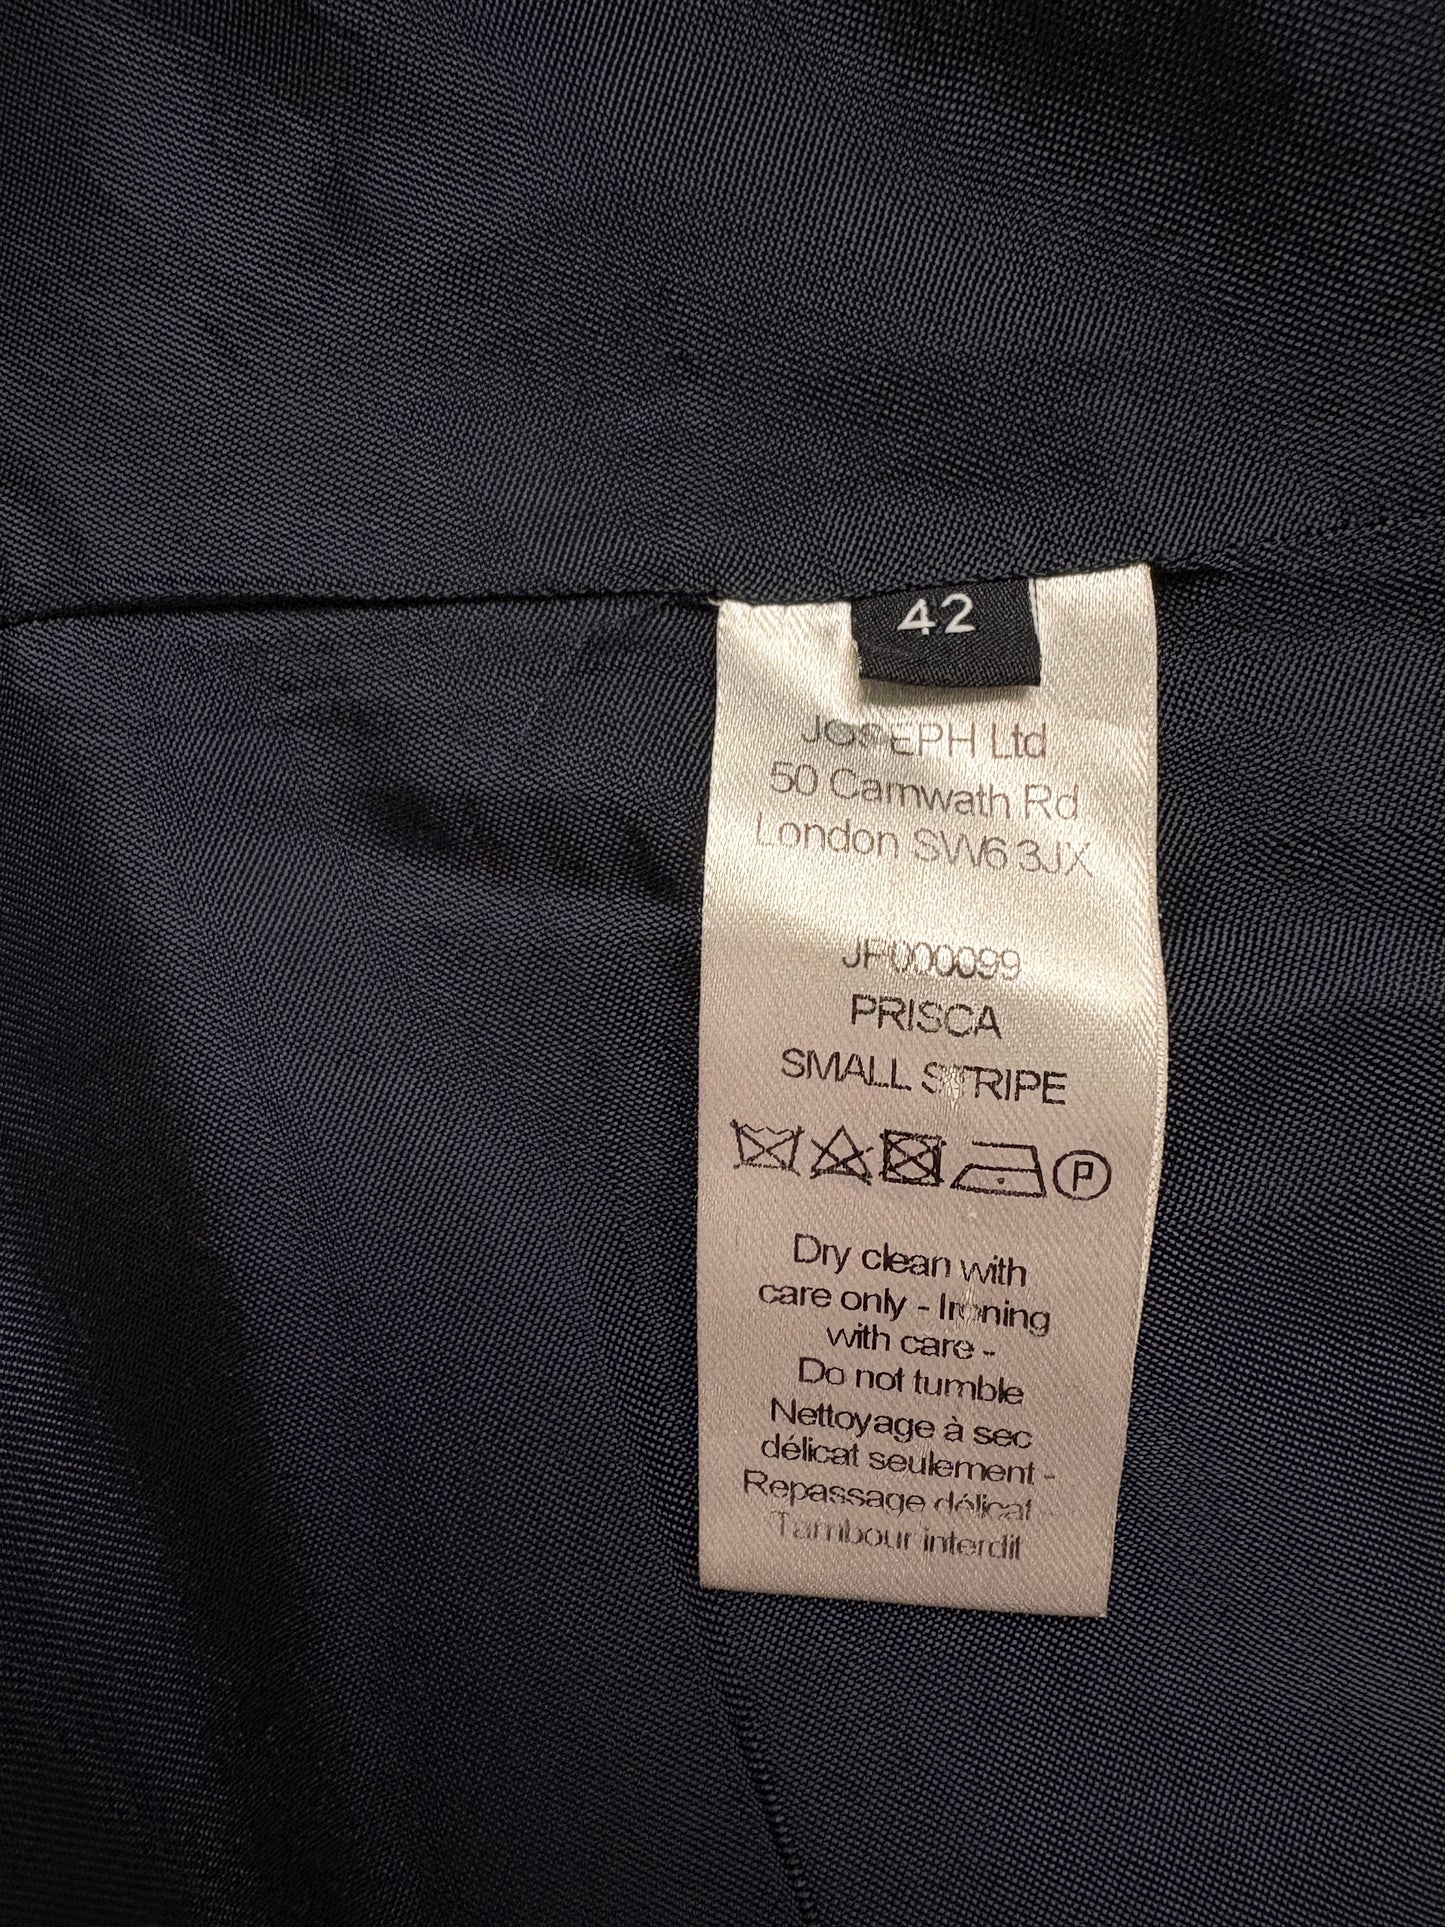 42
JOSEPH Ltd
50 Carnwath Rd
London SW6 3JX
JF000099
PRISCA
SMALL STRIPE
P
Dry clean with
care only - Ironing
with care -
Do not tumble
Nettoyage à sec
délicat seulement -
Repassage délicat -
Tambour interdit